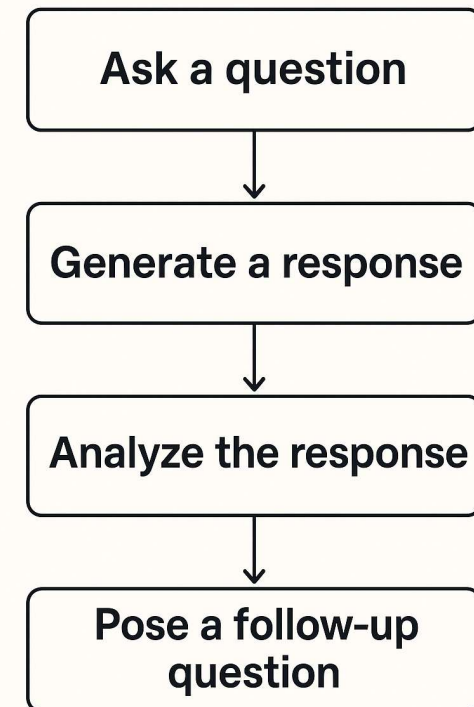 Ask a question
Generate a response
Analyze the response
Pose a follow-up
question